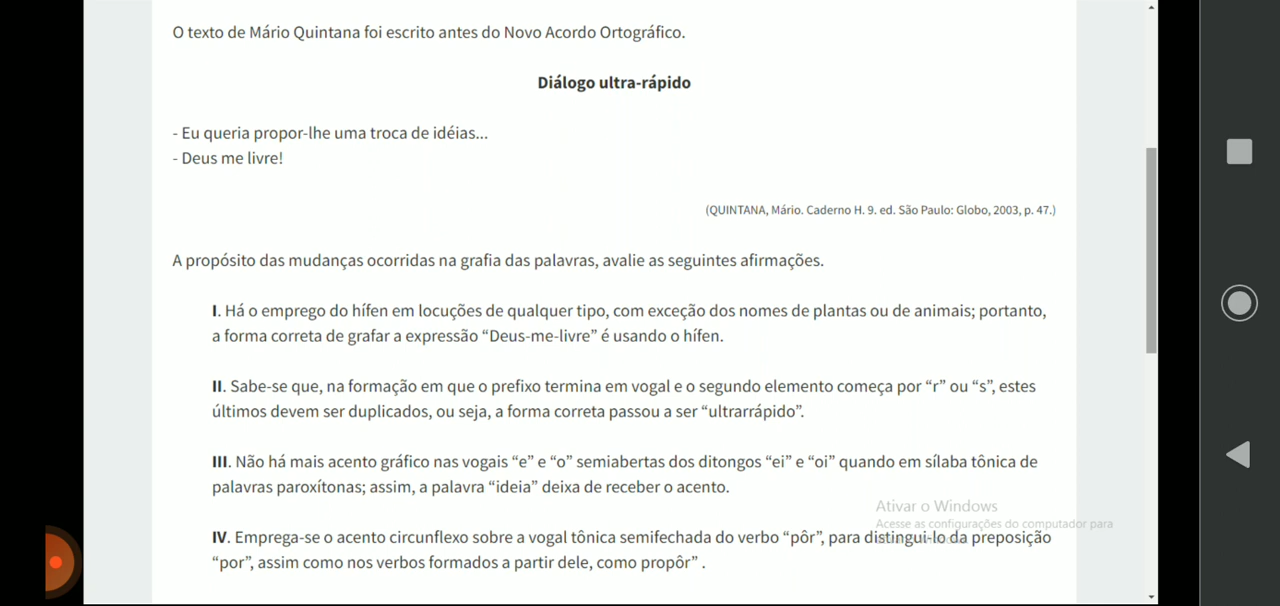 O texto de Mário Quintana foi escrito antes do Novo Acordo Ortográfico.
Diálogo ultra-rápido
- Eu queria propor-lhe uma troca de idéias...
- Deus me livre!
(QUINTANA, Mário. Caderno H. 9. ed. São Paulo: Globo, 2003, p. 47.)
A propósito das mudanças ocorridas na grafia das palavras, avalie as seguintes afirmações.
I. Há o emprego do hífen em locuções de qualquer tipo, com exceção dos nomes de plantas ou de animais; portanto,
a forma correta de grafar a expressão “Deus-me-livre” é usando o hífen.
II. Sabe-se que, na formação em que o prefixo termina em vogal e o segundo elemento começa por “r” ou “s”, estes
últimos devem ser duplicados, ou seja, a forma correta passou a ser “ultrarrápido”.
III. Não há mais acento gráfico nas vogais “e” e “o” semiabertas dos ditongos “ei” e “oi” quando em sílaba tônica de
palavras paroxítonas; assim, a palavra “ideia” deixa de receber o acento.
Ativar o Windows
Acesse as configurações do computador para
IV. Emprega-se o acento circunflexo sobre a vogal tônica semifechada do verbo “pôr”, para distingui-lo da preposição
“por”, assim como nos verbos formados a partir dele, como propôr” .